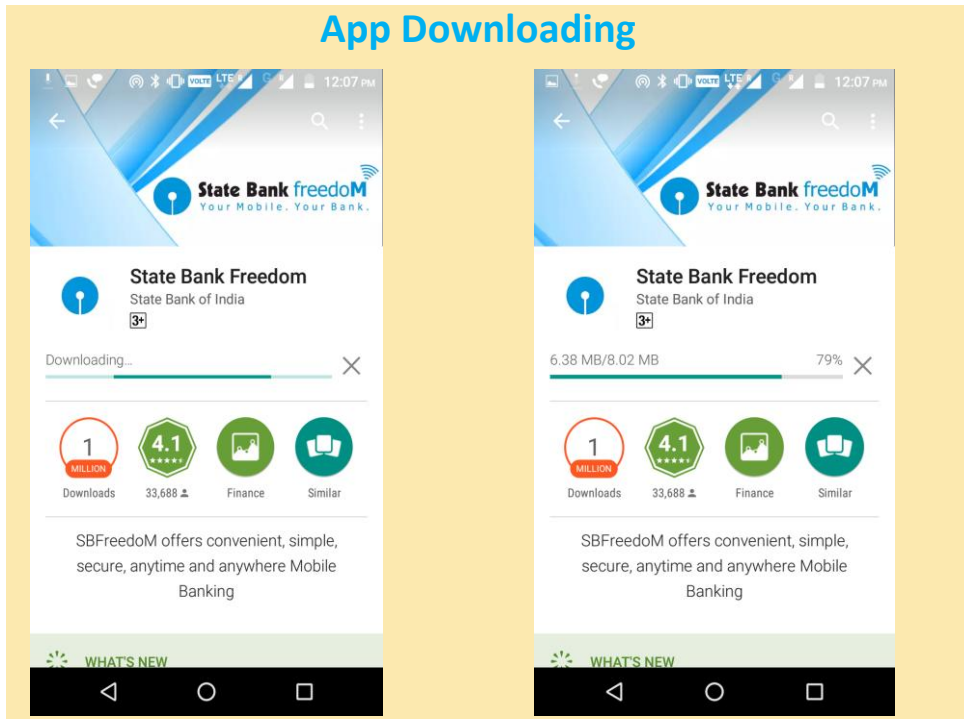 App Downloading
VOLTE LTE R G R 12:07 PM
State Bank freedoM
Your Mobile. Your Bank.
State Bank Freedom
State Bank of India
3+
Downloading...
1
MILLION
4.1
Downloads 33,688 Finance Similar
SBFreedoM offers convenient, simple,
secure, anytime and anywhere Mobile
Banking
WHAT'S NEW
VOLTE LTE R G R 12:07 PM
State Bank freedoM
Your Mobile. Your Bank.
State Bank Freedom
State Bank of India
3+
6.38 MB/8.02 MB 79%
1
MILLION
4.1
Downloads 33,688 Finance Similar
SBFreedoM offers convenient, simple,
secure, anytime and anywhere Mobile
Banking
WHAT'S NEW